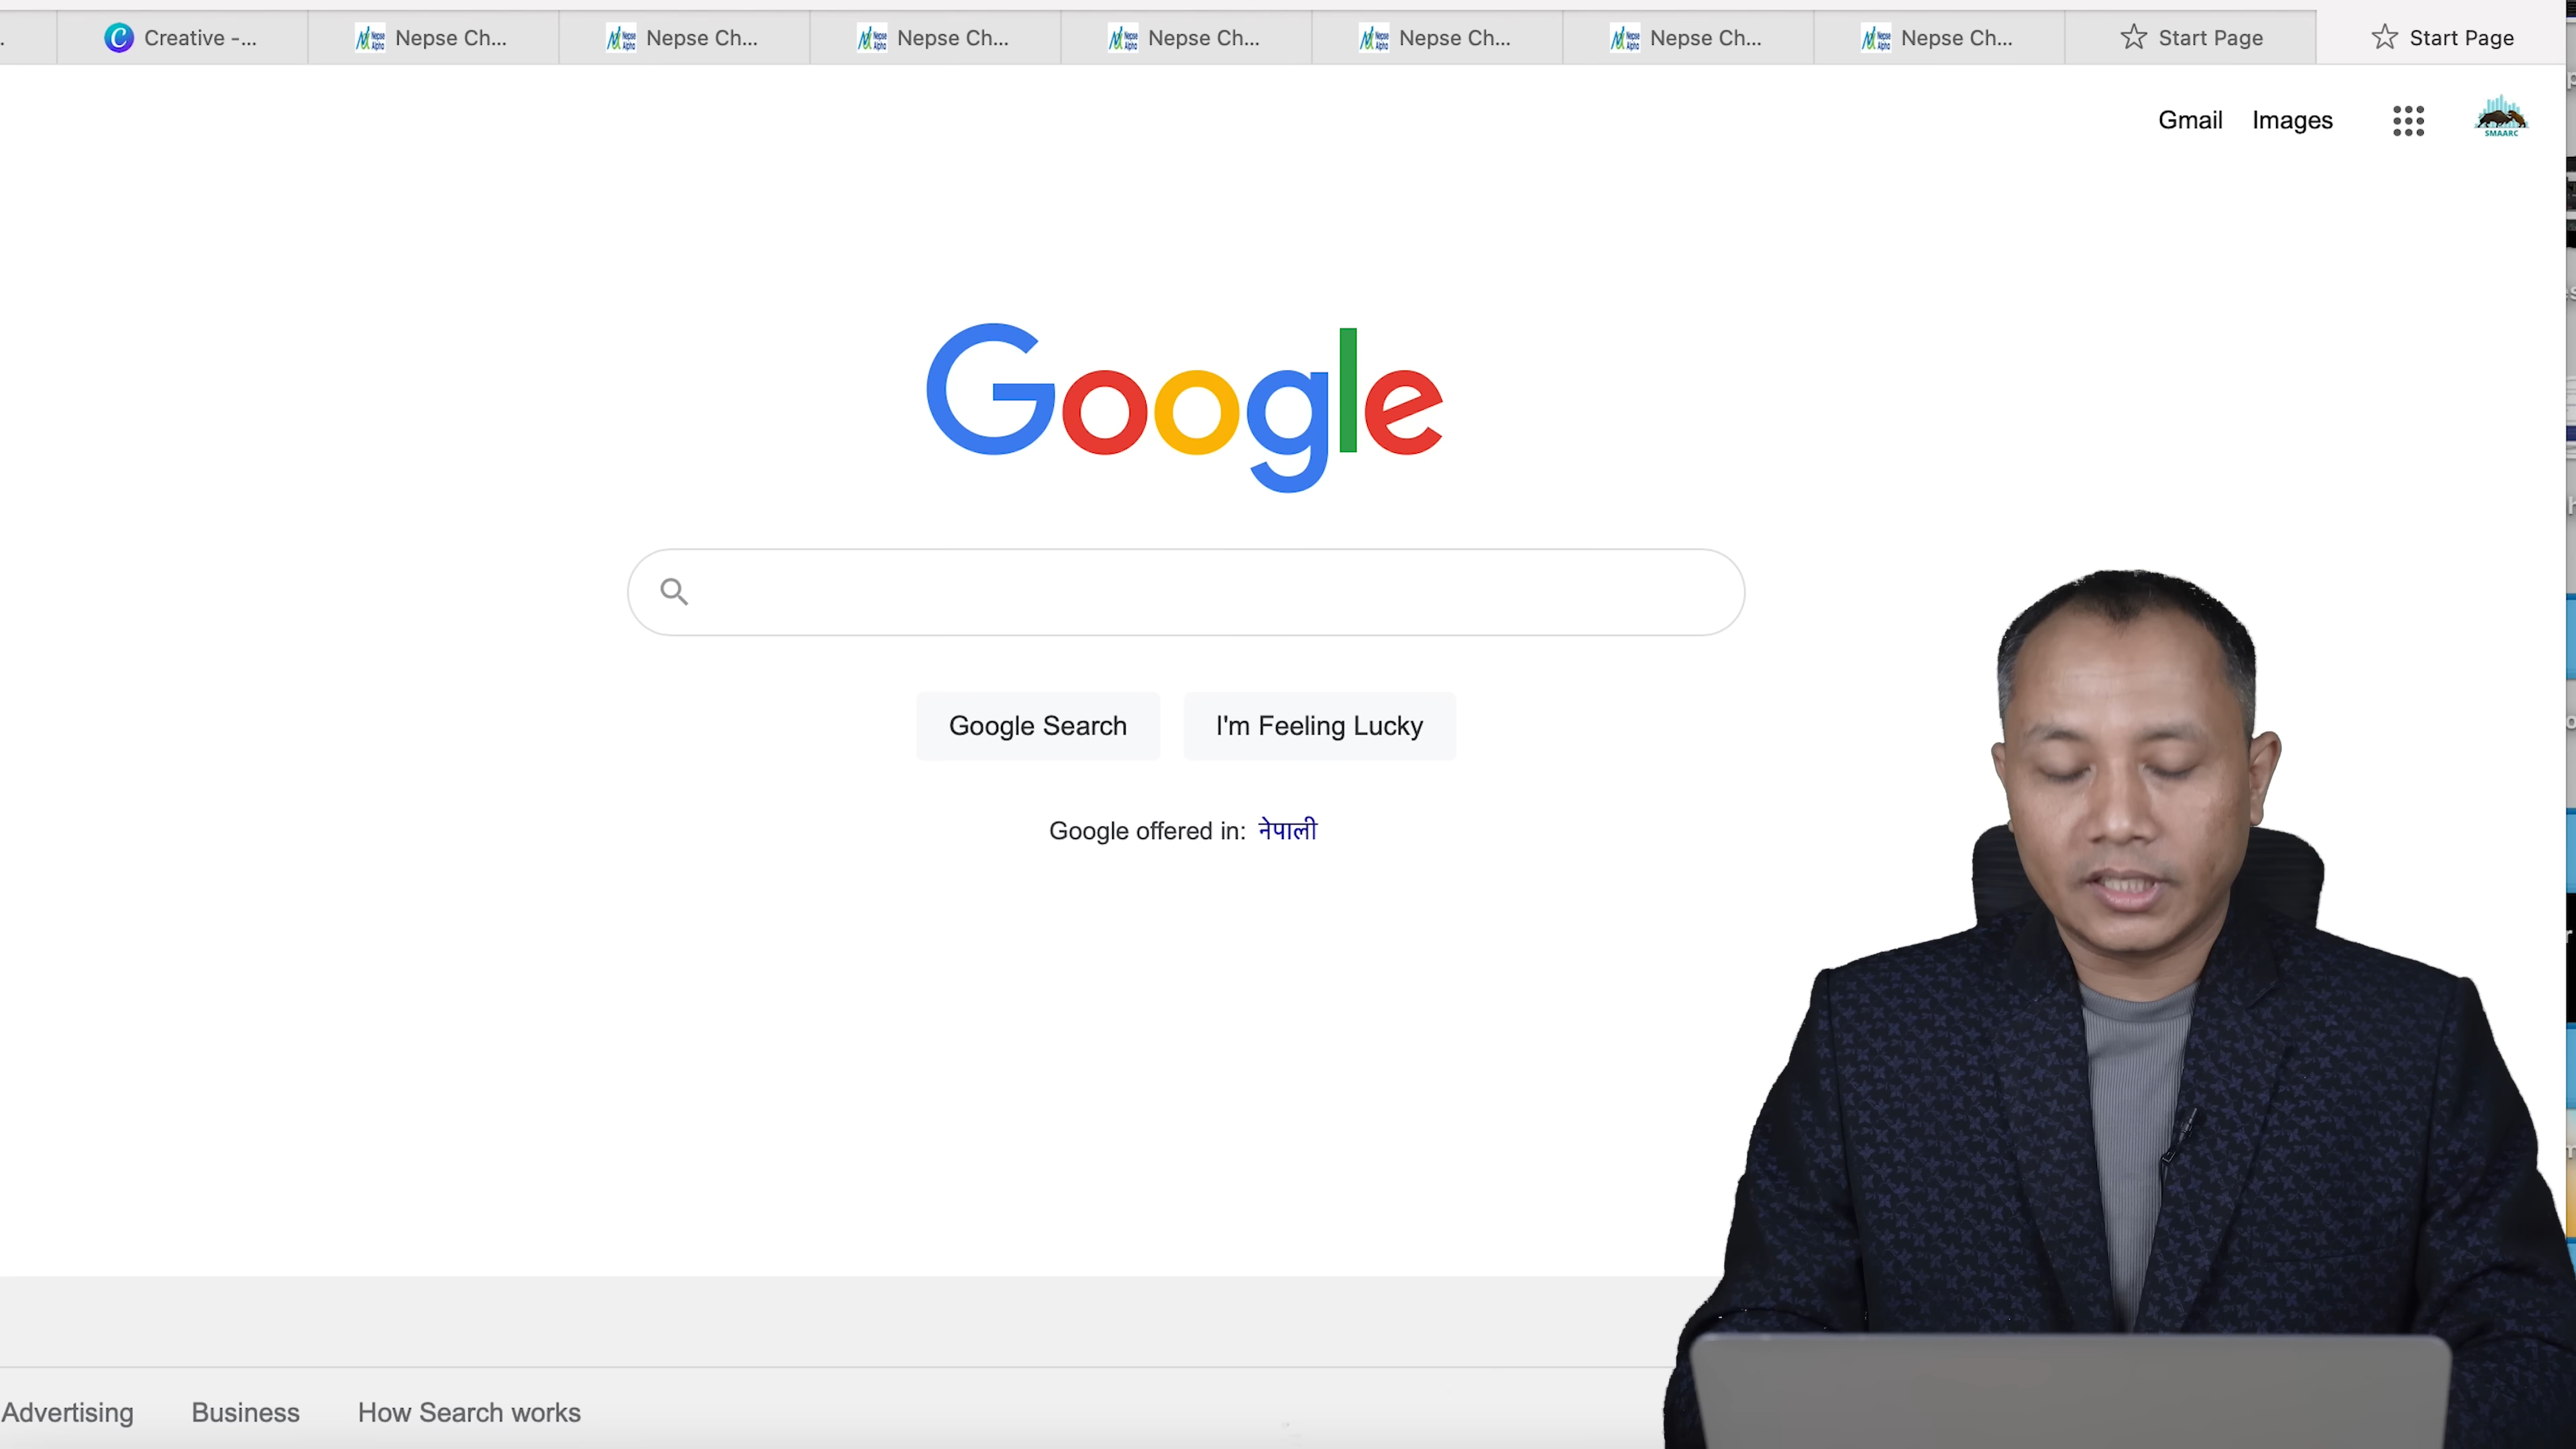 Creative -...
Nepse Ch...
Nepse Ch...
Nepse Ch...
Nepse Ch...
Nepse Ch...
Nepse Ch...
Nepse Ch...
Start Page
Start Page
Gmail
Images
SMAARC
Google
Google Search
I'm Feeling Lucky
Google offered in: नेपाली
Advertising
Business
How Search works